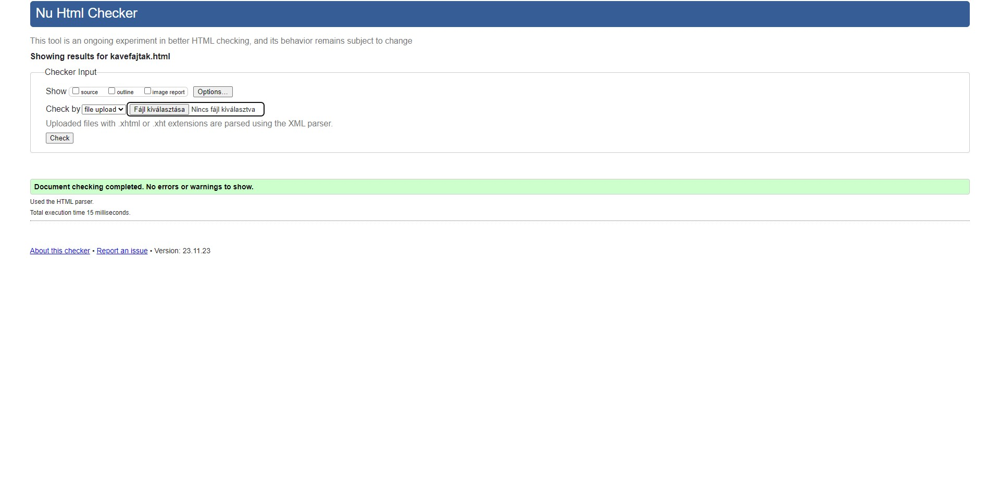 Nu Html Checker
This tool is an ongoing experiment in better HTML checking, and its behavior remains subject to change
Showing results for kavefajtak.html
Checker Input
Show source outline image report Options...
Check by file upload Fájl kiválasztása Nincs fájl kiválasztva
Uploaded files with .xhtml or .xht extensions are parsed using the XML parser.
Check
Document checking completed. No errors or warnings to show.
Used the HTML parser.
Total execution time 15 milliseconds.
About this checker • Report an issue • Version: 23.11.23